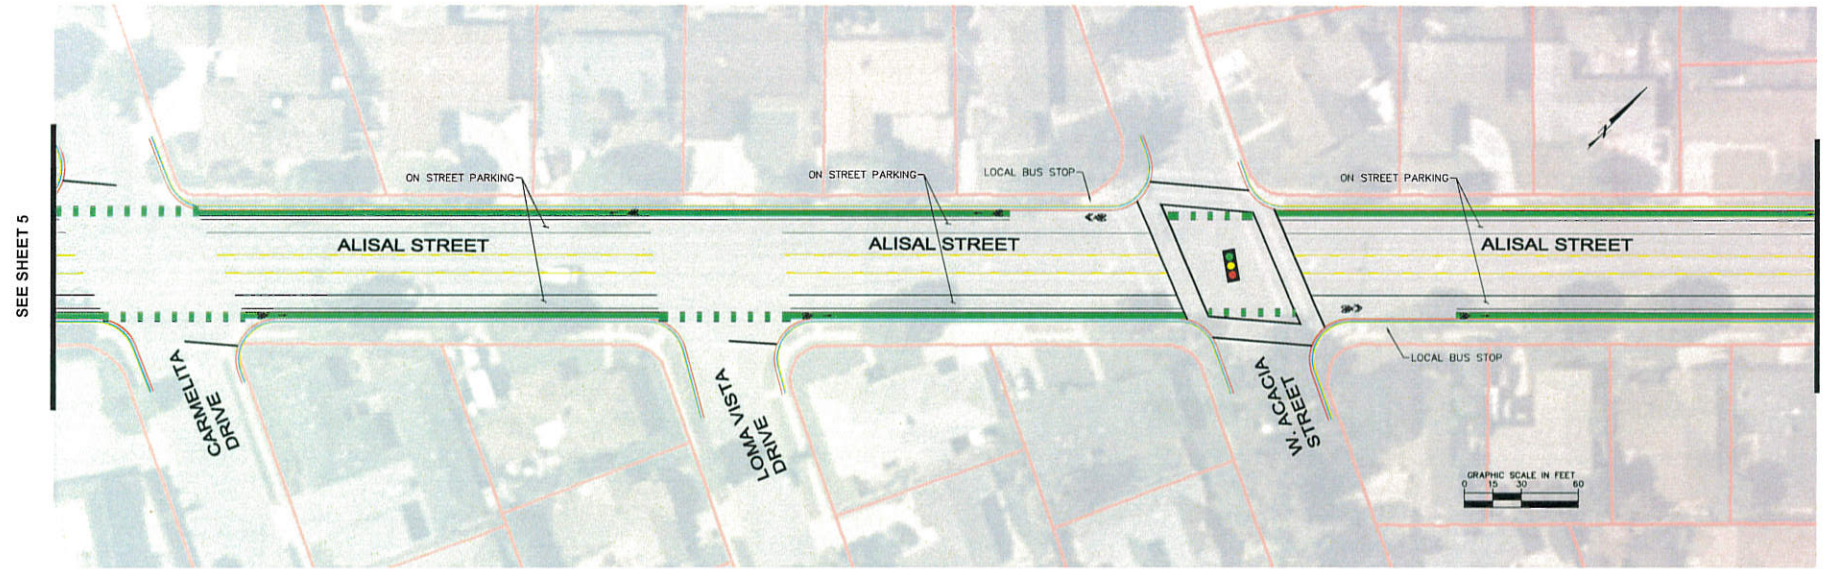 SEE SHEET 5
ON STREET PARKING
ON STREET PARKING
LOCAL BUS STOP
ON STREET PARKING
ALISAL STREET
ALISAL STREET
ALISAL STREET
CARMELITA
DRIVE
LOMA VISTA
DRIVE
W. ACACIA
STREET
LOCAL BUS STOP
GRAPHIC SCALE IN FEET
0 15 30 60